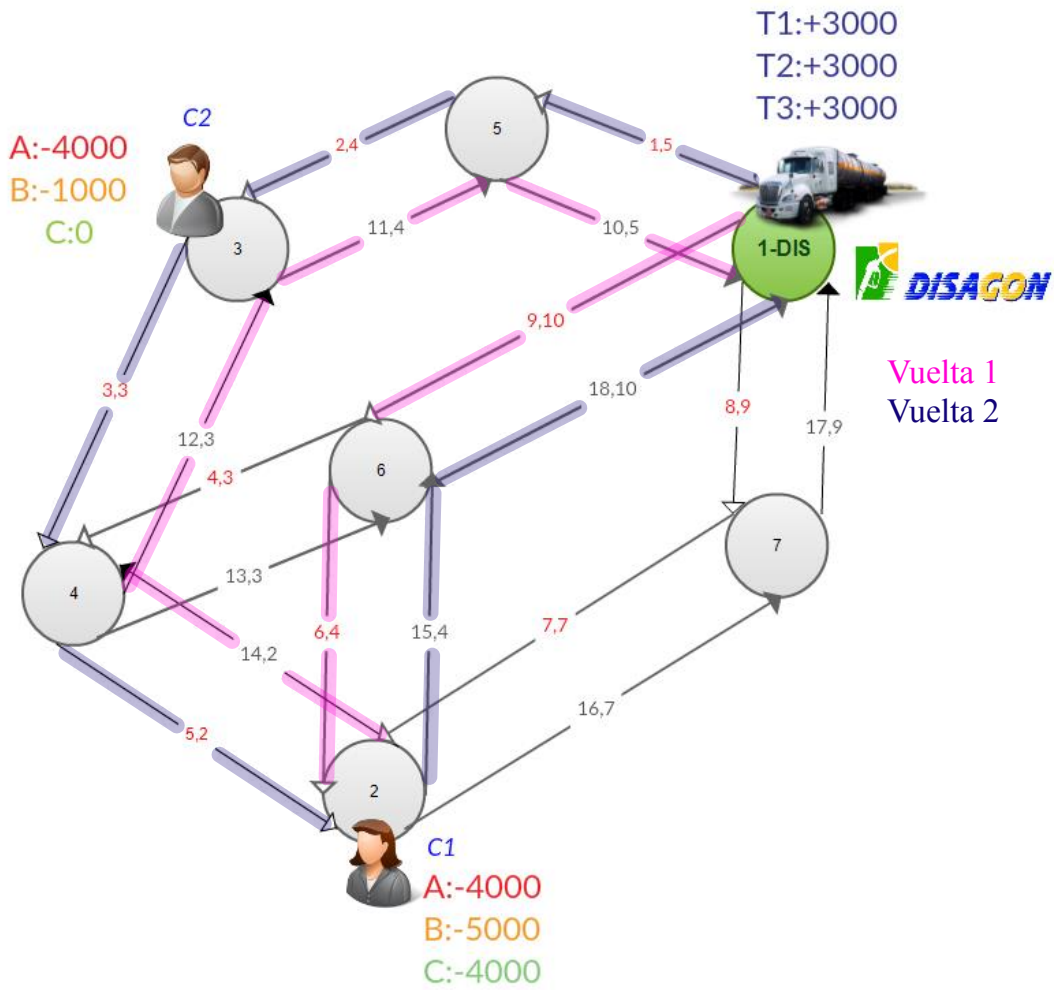 T1:+3000
T2:+3000
T3:+3000
C2
A:-4000
B:-1000
C:0
5
2,4
1,5
3
11,4
10,5
1-DIS
DISAGON
9,10
Vuelta 1
Vuelta 2
3,3
18,10
8,9
17,9
12,3
6
4,3
7
4
13,3
6,4
15,4
7,7
14,2
16,7
5,2
2
C1
A:-4000
B:-5000
C:-4000